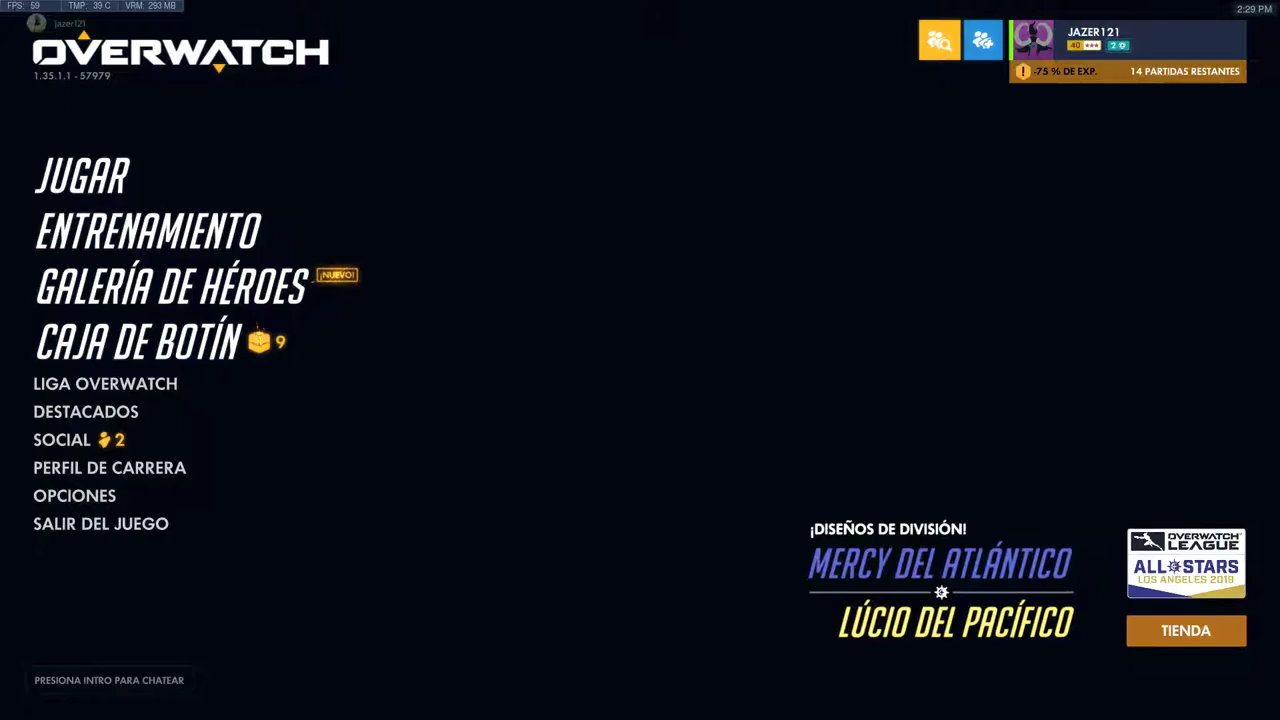 FPS: 59 TMP: 39 C VRM: 293 MB
2:29 PM
jazer121
OVERWATCH
1.35.1.1 - 57979
JAZER121
40 2
-75 % DE EXP. 14 PARTIDAS RESTANTES
JUGAR
ENTRENAMIENTO
GALERÍA DE HÉROES ¡NUEVO!
CAJA DE BOTÍN 9
LIGA OVERWATCH
DESTACADOS
SOCIAL 2
PERFIL DE CARRERA
OPCIONES
SALIR DEL JUEGO
¡DISEÑOS DE DIVISIÓN!
MERCY DEL ATLÁNTICO
LÚCIO DEL PACÍFICO
OVERWATCH
LEAGUE
ALL STARS
LOS ANGELES 2019
TIENDA
PRESIONA INTRO PARA CHATEAR